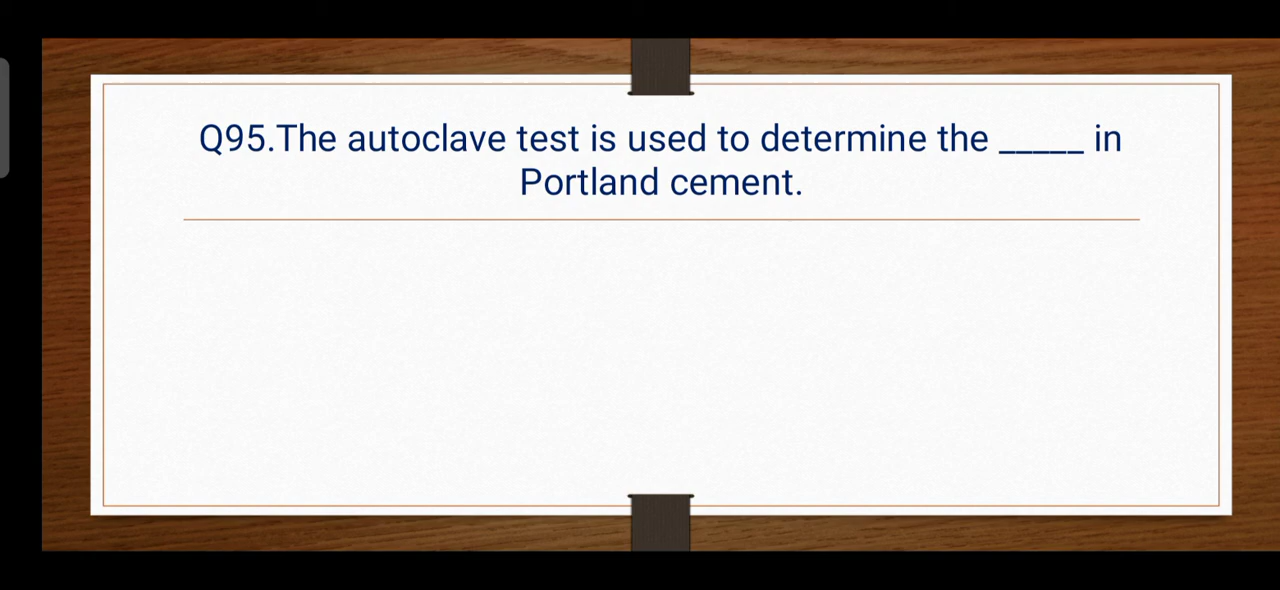 Q95.The autoclave test is used to determine the _____ in
Portland cement.